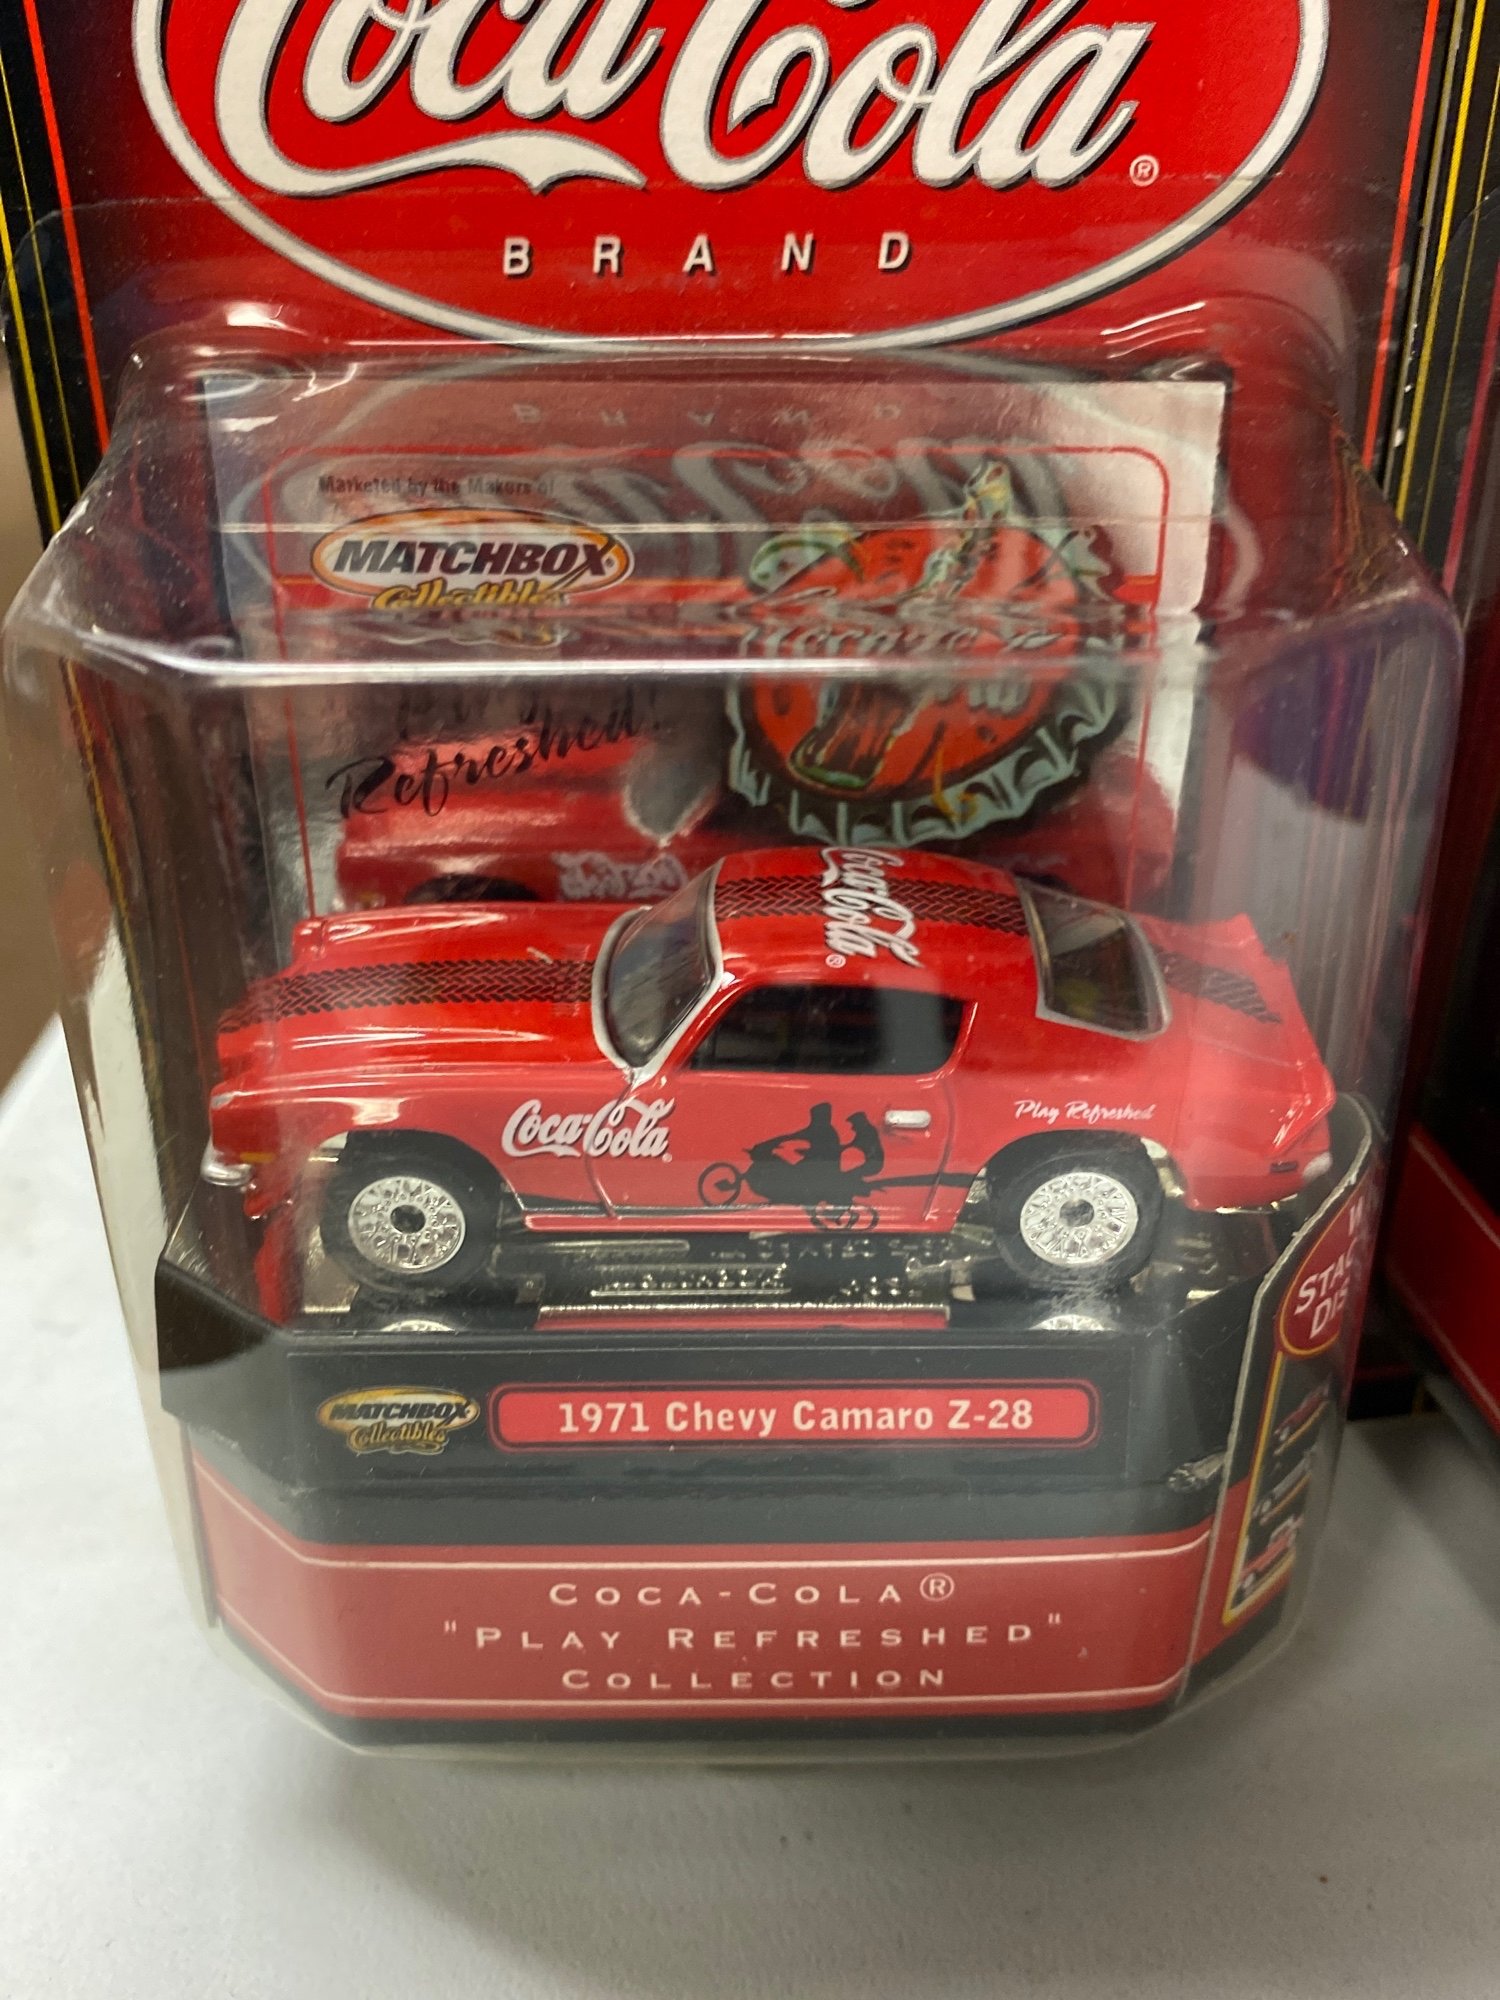 Coca-Cola®
BRAND
Marketed by the Makers of
MATCHBOX®
Collectibles
Refreshed!
Coca-Cola®
Coca-Cola®
Play Refreshed
MATCHBOX
Collectibles
1971 Chevy Camaro Z-28
COCA-COLA®
"PLAY REFRESHED"
COLLECTION